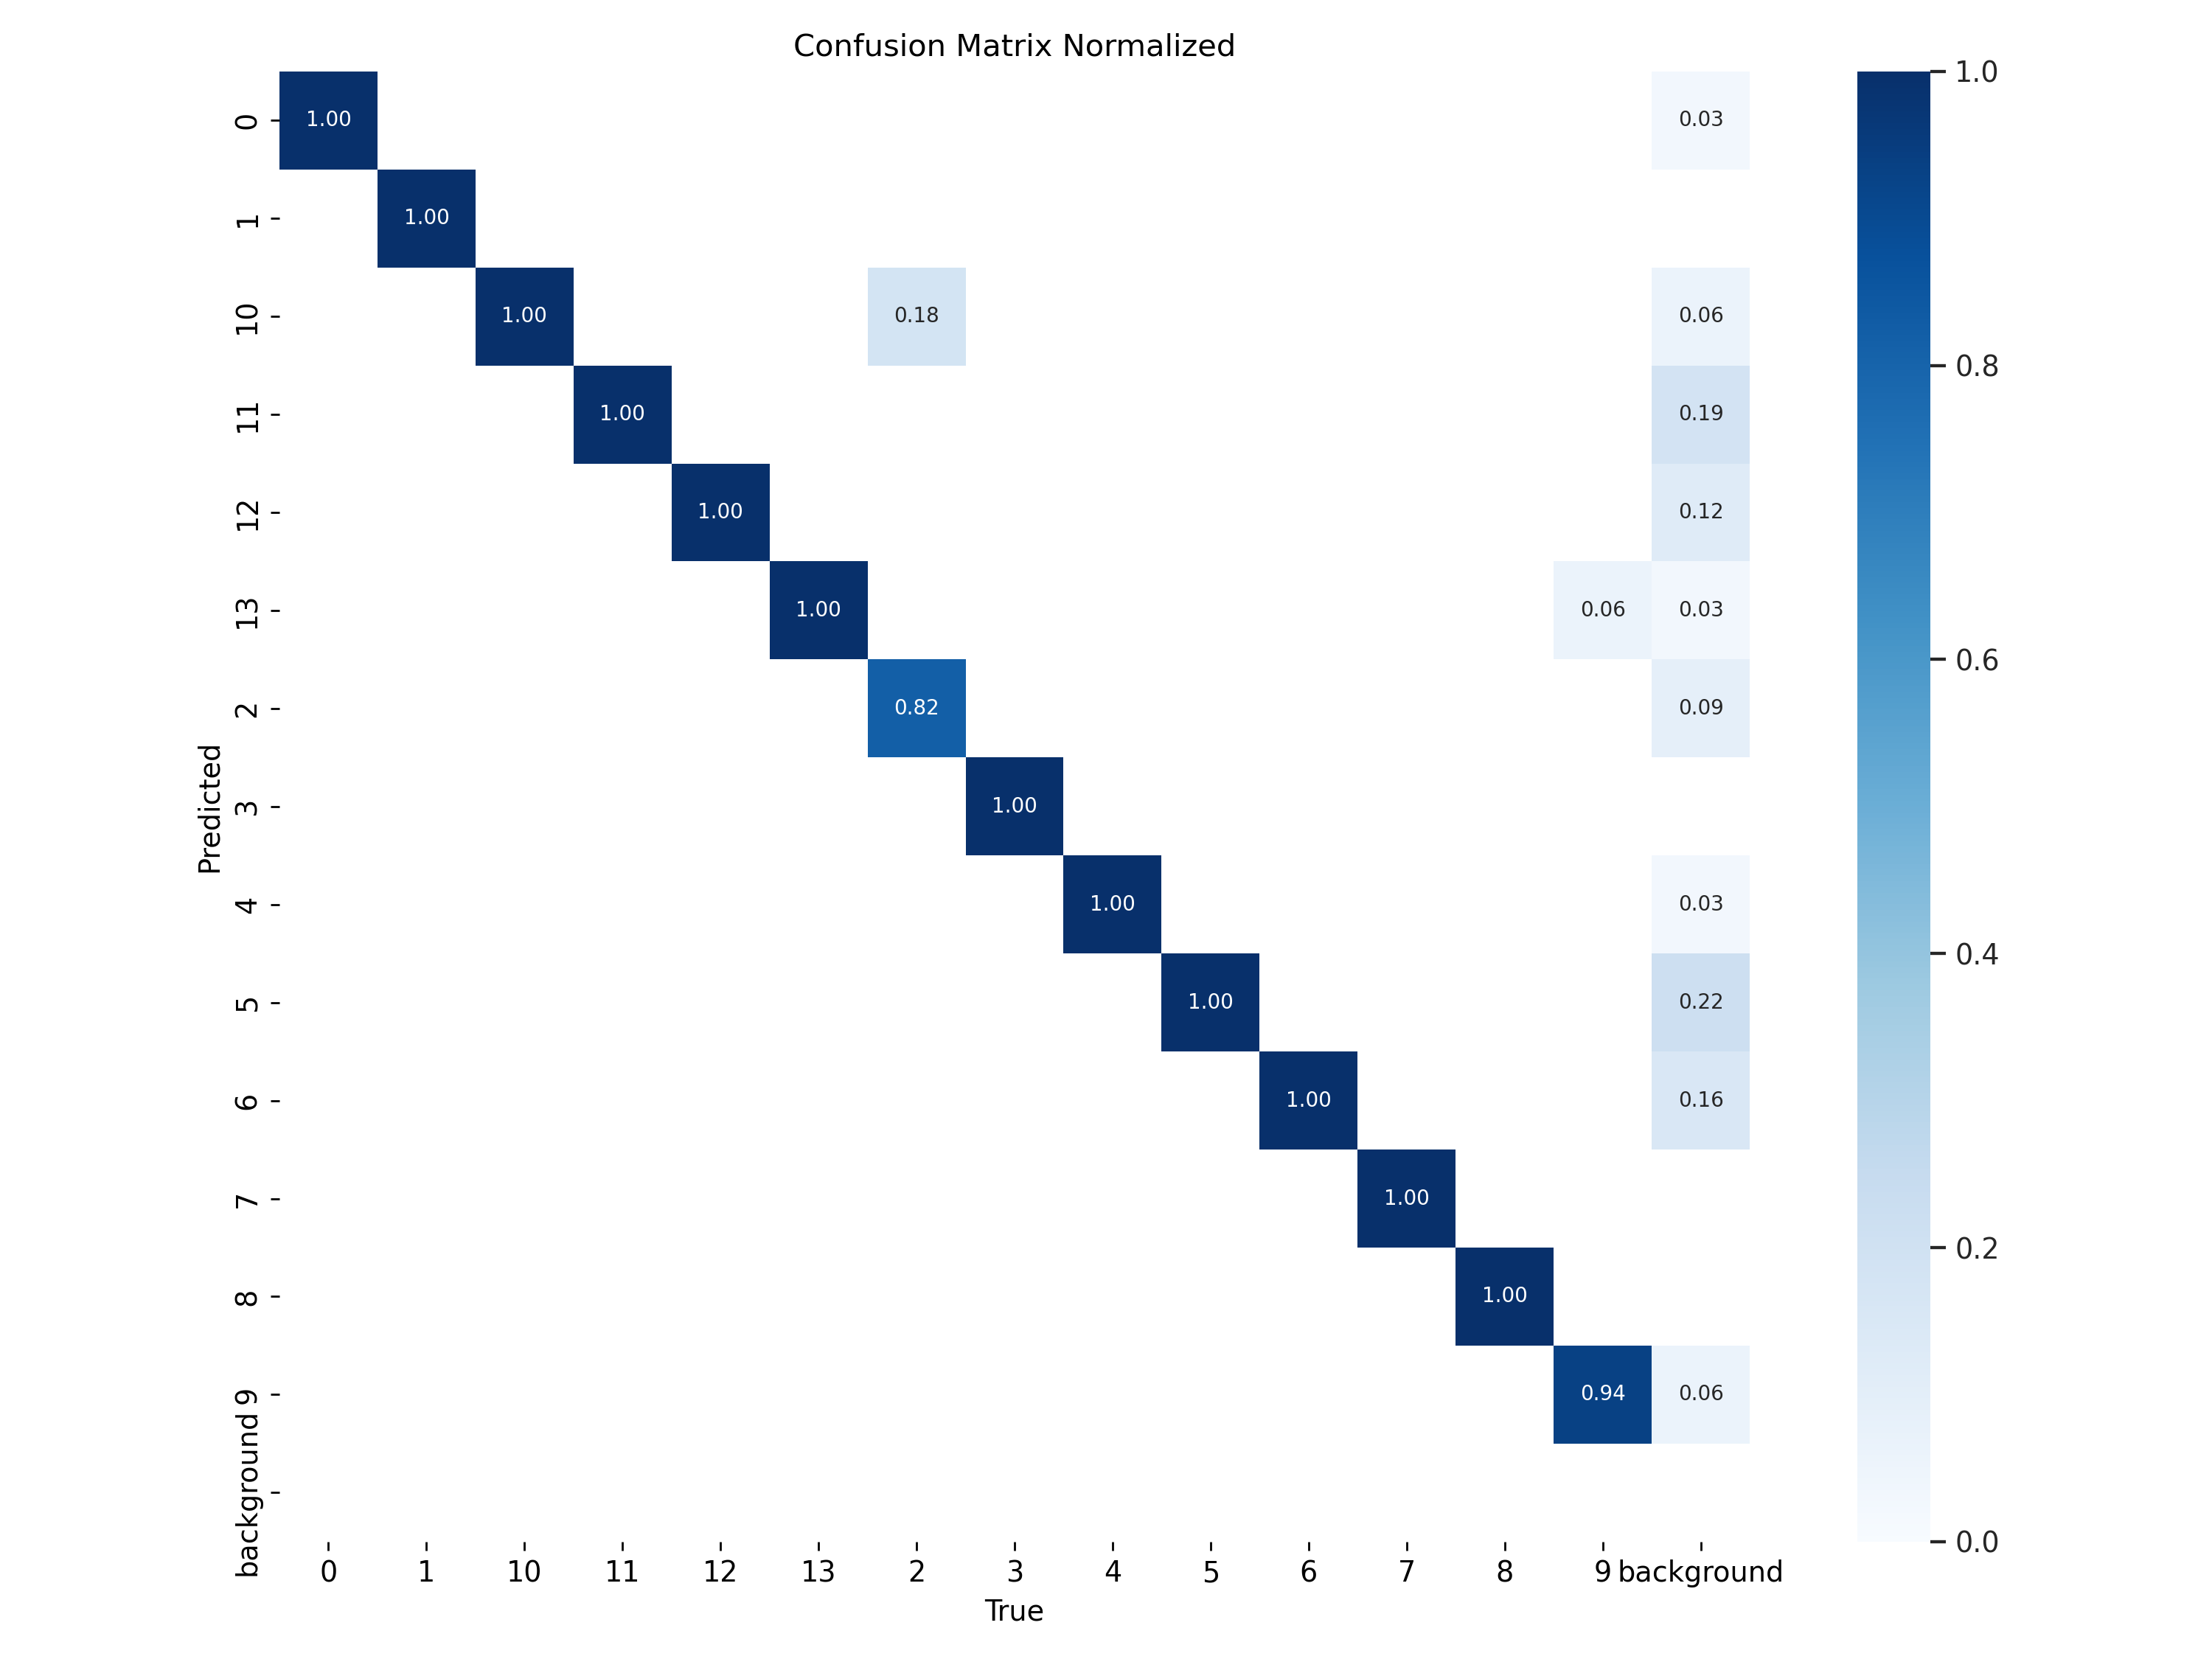 Confusion Matrix Normalized
0 1.00 0.03 1.0
1 1.00
10 1.00 0.18 0.06
0.8
11 1.00 0.19
12 1.00 0.12
13 1.00 0.06 0.03
0.6
2 0.82 0.09
3 1.00
Predicted
4 1.00 0.03
0.4
5 1.00 0.22
6 1.00 0.16
7 1.00
0.2
8 1.00
9 0.94 0.06
background
0.0
0 1 10 11 12 13 2 3 4 5 6 7 8 9 background
True